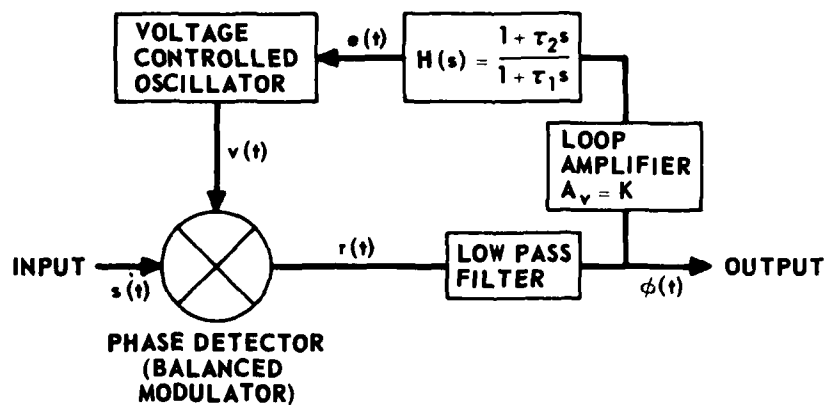 VOLTAGE
CONTROLLED
OSCILLATOR
e(t)
H(s) = (1 + τ₂s)/(1 + τ₁s)
v(t)
LOOP
AMPLIFIER
Aᵥ = K
INPUT
s(t)
r(t)
LOW PASS
FILTER
φ(t)
OUTPUT
PHASE DETECTOR
(BALANCED
MODULATOR)